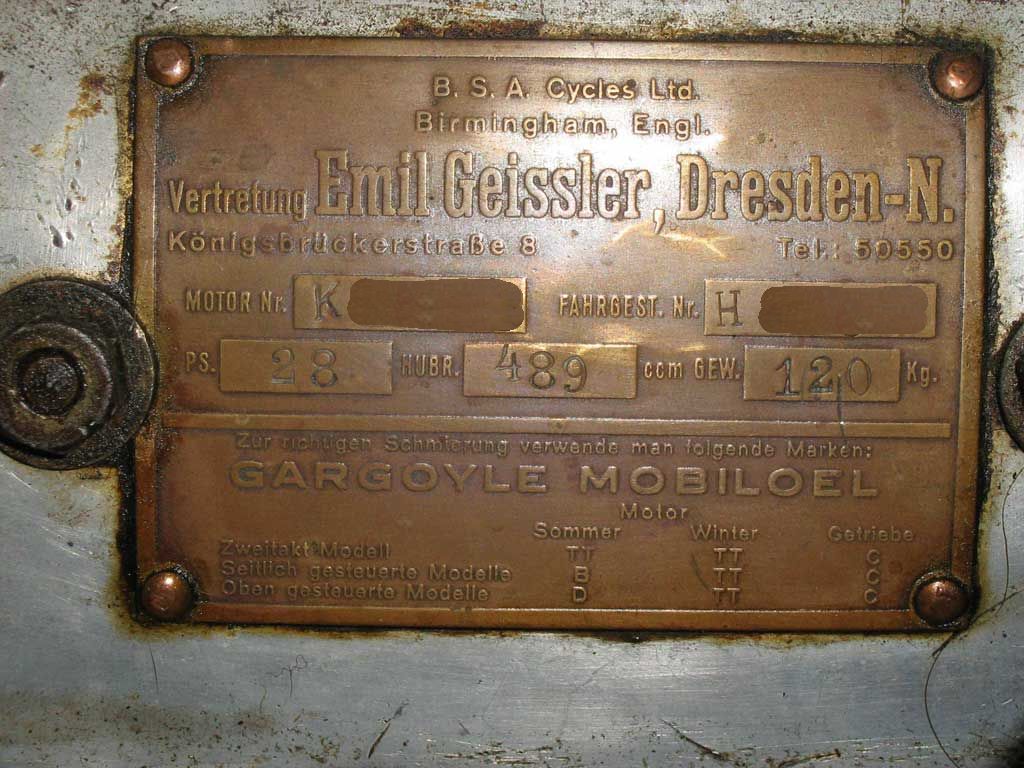 B. S. A. Cycles Ltd.
Birmingham, Engl.
Vertretung Emil Geissler, Dresden-N.
Königsbrückerstraße 8 Tel.: 50550
MOTOR Nr. K FAHRGEST. Nr. H
PS. 28 HUBR. 489 ccm GEW. 120 Kg.
Zur richtigen Schmierung verwende man folgende Marken:
GARGOYLE MOBILOEL
Motor
Sommer Winter Getriebe
Zweitakt Modell TT TT C
Seitlich gesteuerte Modelle B TT C
Oben gesteuerte Modelle D TT C